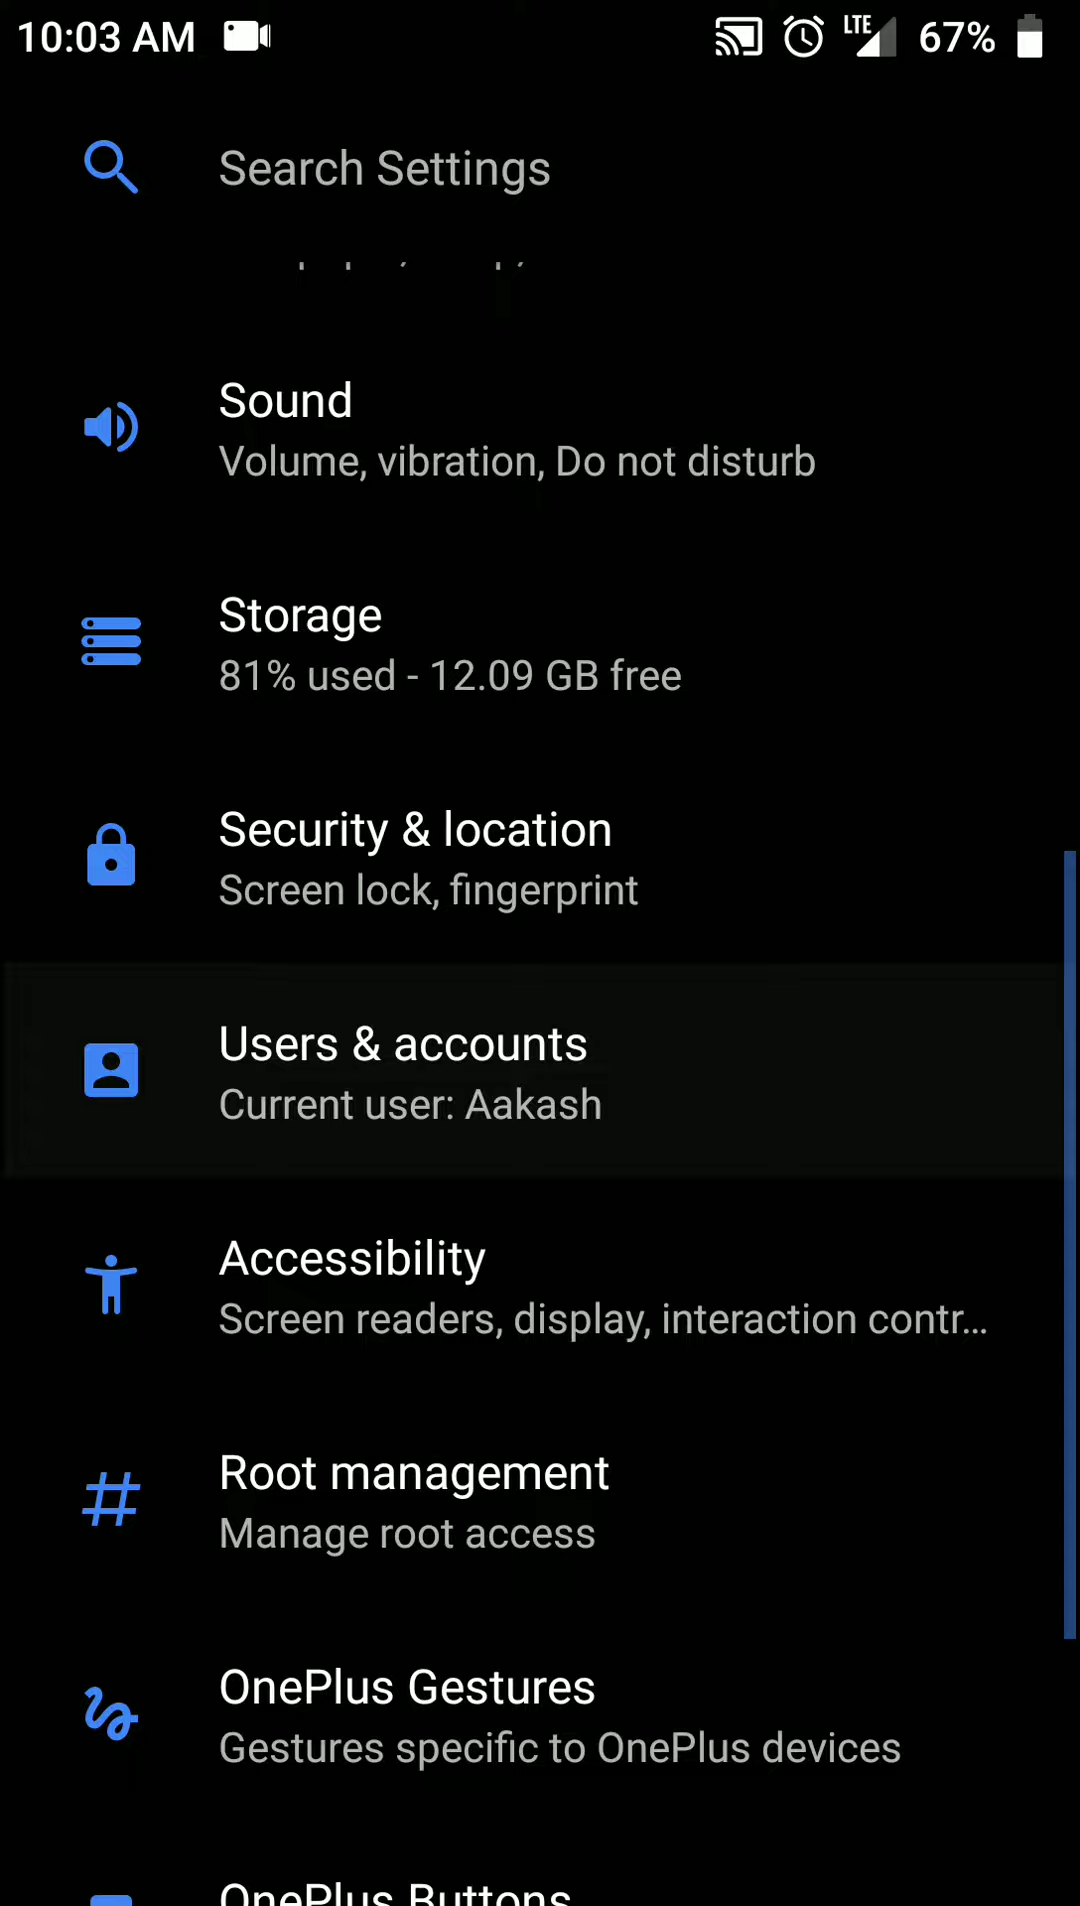 10:03 AM
LTE
67%
Search Settings
Sound
Volume, vibration, Do not disturb
Storage
81% used - 12.09 GB free
Security & location
Screen lock, fingerprint
Users & accounts
Current user: Aakash
Accessibility
Screen readers, display, interaction contr...
Root management
Manage root access
OnePlus Gestures
Gestures specific to OnePlus devices
OnePlus Buttons